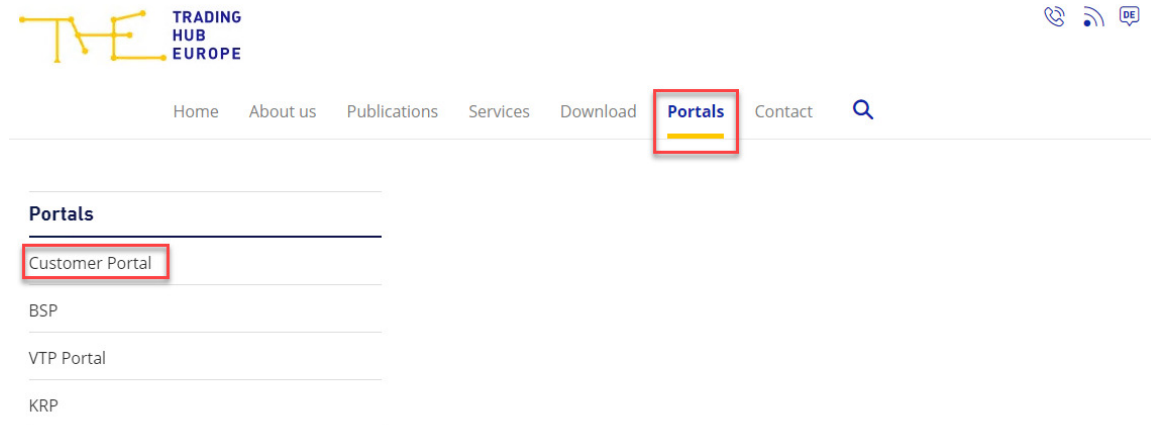 THE
TRADING
HUB
EUROPE
DE
Home About us Publications Services Download Portals Contact
Portals
Customer Portal
BSP
VTP Portal
KRP